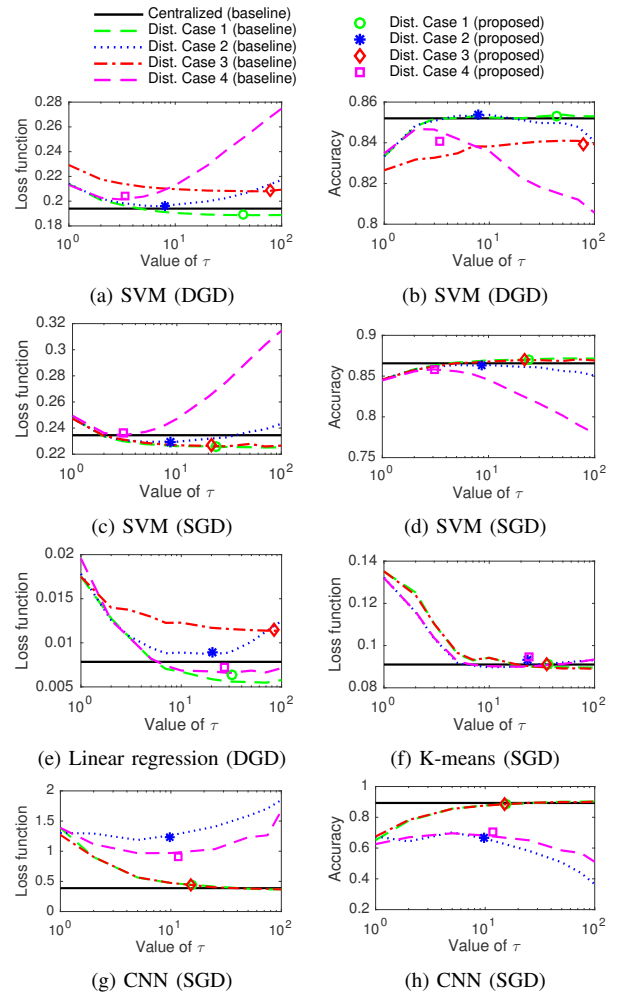 Centralized (baseline)
Dist. Case 1 (baseline)
Dist. Case 2 (baseline)
Dist. Case 3 (baseline)
Dist. Case 4 (baseline)
Dist. Case 1 (proposed)
Dist. Case 2 (proposed)
Dist. Case 3 (proposed)
Dist. Case 4 (proposed)
Loss function
0.28
0.26
0.24
0.22
0.2
0.18
10^0
10^1
10^2
Value of τ
(a) SVM (DGD)
Accuracy
0.86
0.84
0.82
0.8
10^0
10^1
10^2
Value of τ
(b) SVM (DGD)
Loss function
0.32
0.3
0.28
0.26
0.24
0.22
10^0
10^1
10^2
Value of τ
(c) SVM (SGD)
Accuracy
0.9
0.85
0.8
0.75
10^0
10^1
10^2
Value of τ
(d) SVM (SGD)
Loss function
0.02
0.015
0.01
0.005
10^0
10^1
10^2
Value of τ
(e) Linear regression (DGD)
Loss function
0.14
0.12
0.1
0.08
10^0
10^1
10^2
Value of τ
(f) K-means (SGD)
Loss function
2
1.5
1
0.5
0
10^0
10^1
10^2
Value of τ
(g) CNN (SGD)
Accuracy
1
0.8
0.6
0.4
0.2
10^0
10^1
10^2
Value of τ
(h) CNN (SGD)